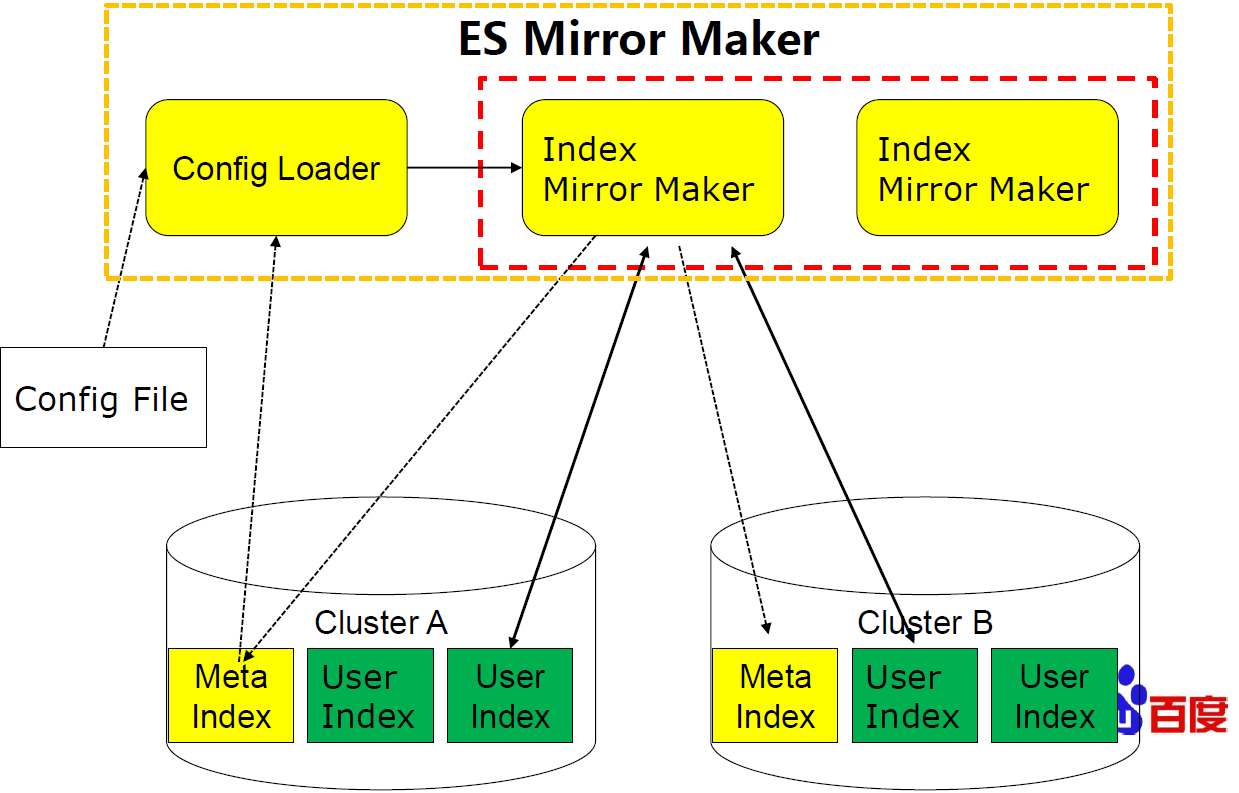 ES Mirror Maker
Config Loader
Index
Mirror Maker
Index
Mirror Maker
Config File
Cluster A
Meta
Index
User
Index
User
Index
Cluster B
Meta
Index
User
Index
User
Index
百度